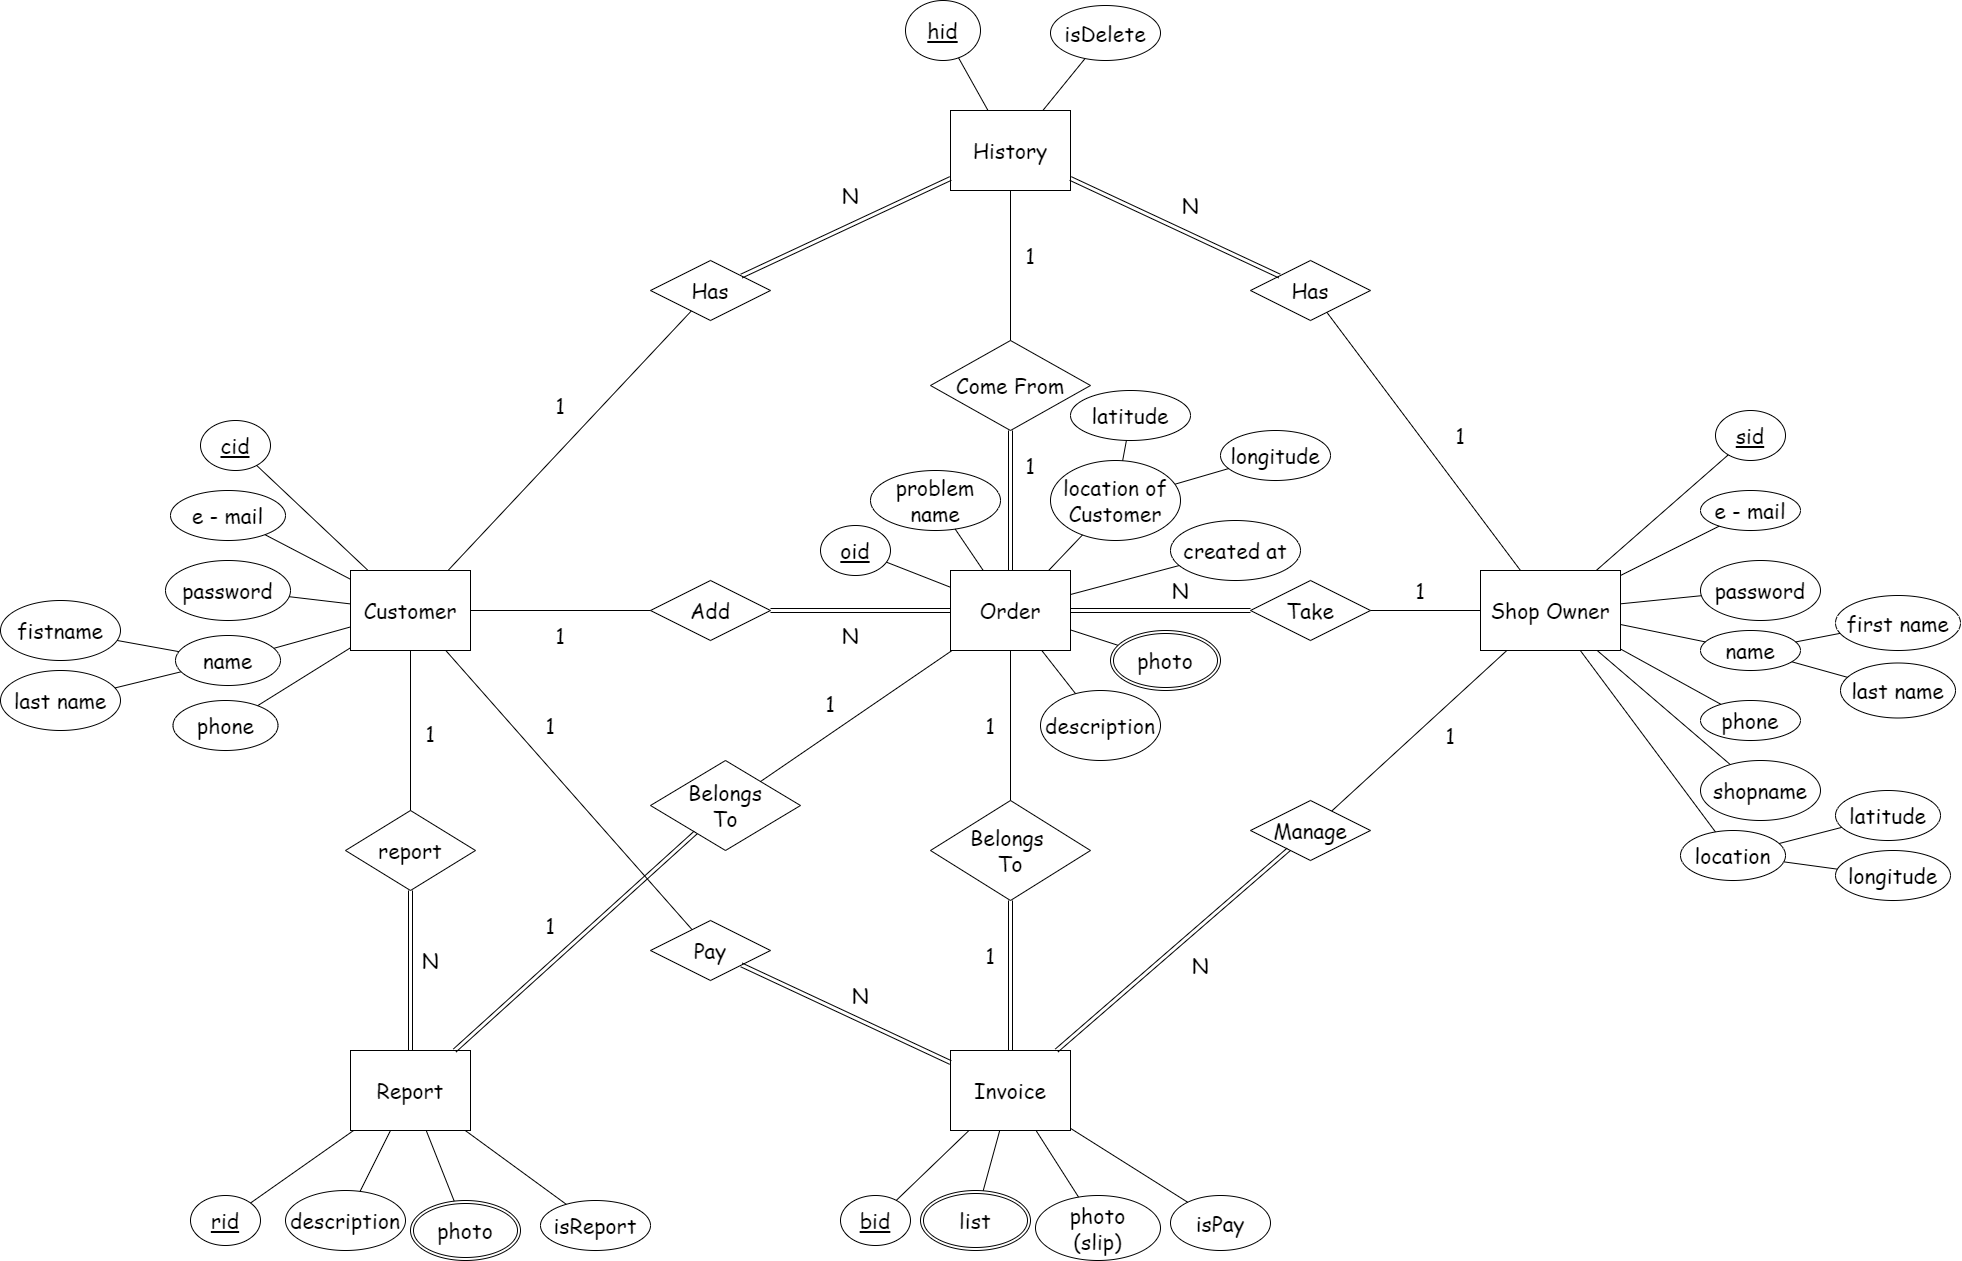 hid
isDelete
History
N
N
Has
1
Has
Come From
1
1
latitude
1
cid
sid
longitude
1
problem
name
location of
Customer
e - mail
e - mail
oid
created at
password
N
1
password
Customer
Add
Order
Take
Shop Owner
first name
fistname
1
N
name
photo
name
last name
last name
phone
1
1
1
1
description
1
phone
shopname
Belongs
To
latitude
report
Belongs
To
Manage
location
longitude
1
N
Pay
1
N
N
Report
Invoice
rid
description
photo
isReport
bid
list
photo
(slip)
isPay